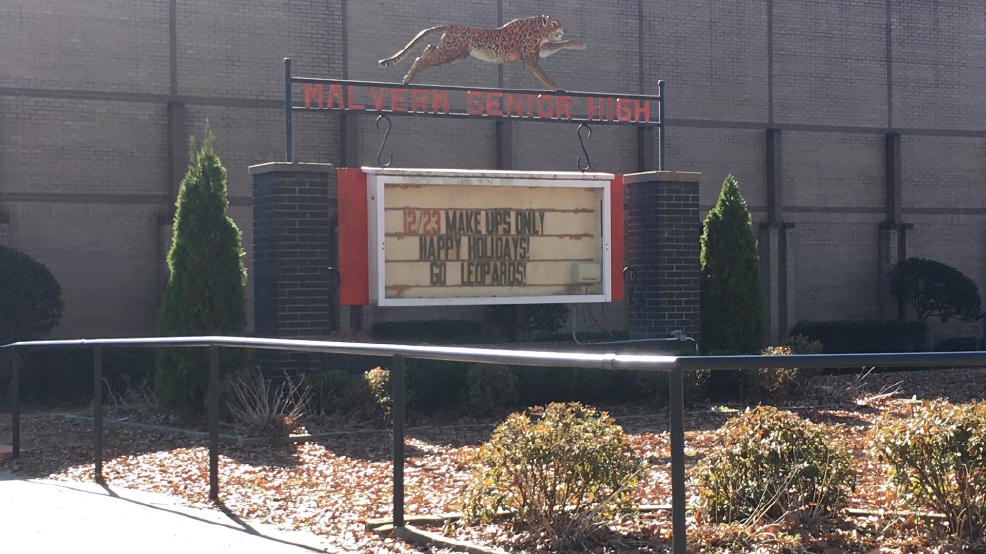 MALVERN SENIOR HIGH
12/23 MAKE UPS ONLY
HAPPY HOLIDAYS!
GO LEOPARDS!